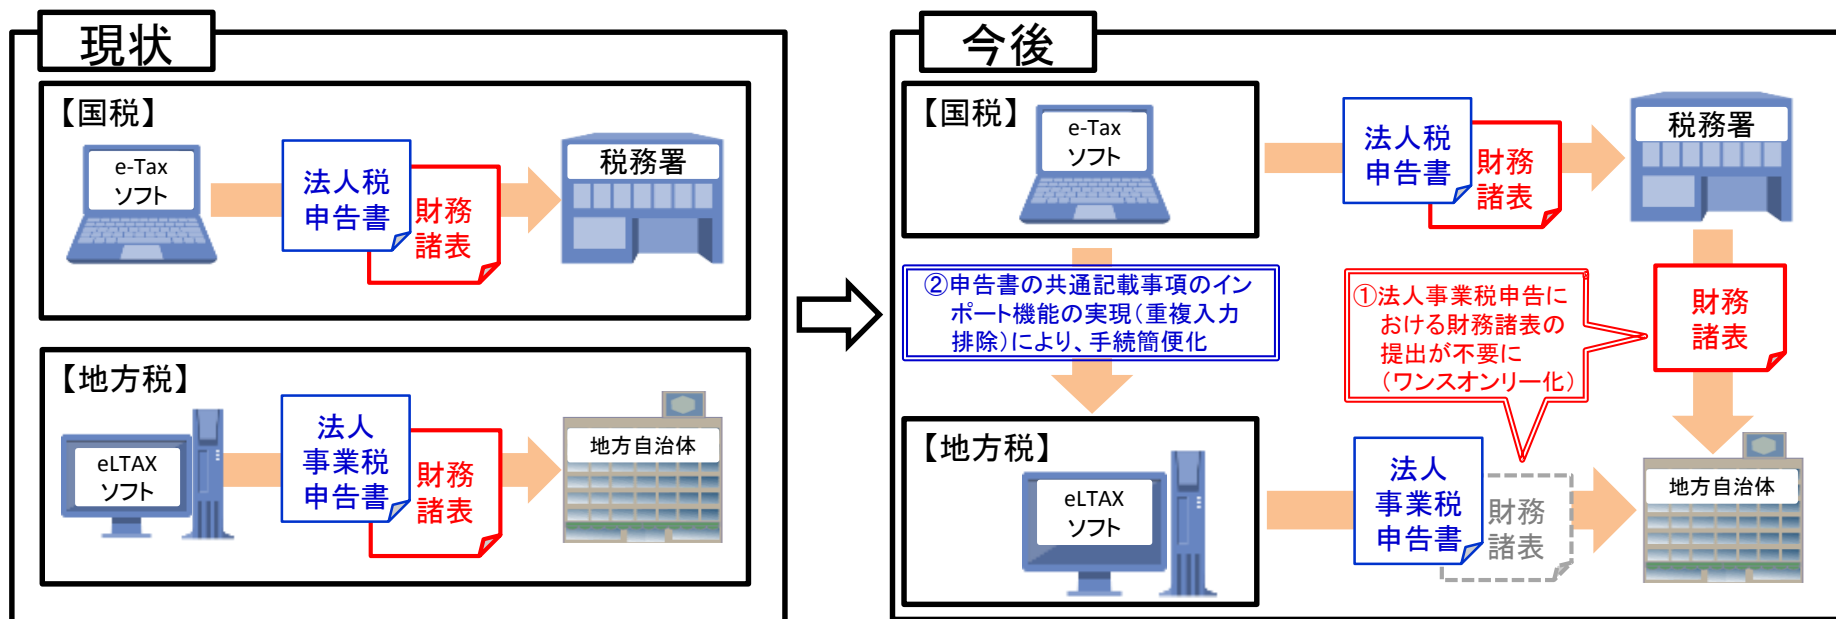 現状
【国税】
e-Tax
ソフト
法人税
申告書
財務
諸表
税務署
【地方税】
eLTAX
ソフト
法人
事業税
申告書
財務
諸表
地方自治体
今後
【国税】
e-Tax
ソフト
法人税
申告書
財務
諸表
税務署
②申告書の共通記載事項のイン
ポート機能の実現(重複入力
排除)により、手続簡便化
①法人事業税申告に
おける財務諸表の
提出が不要に
(ワンスオンリー化)
財務
諸表
【地方税】
eLTAX
ソフト
法人
事業税
申告書
財務
諸表
地方自治体